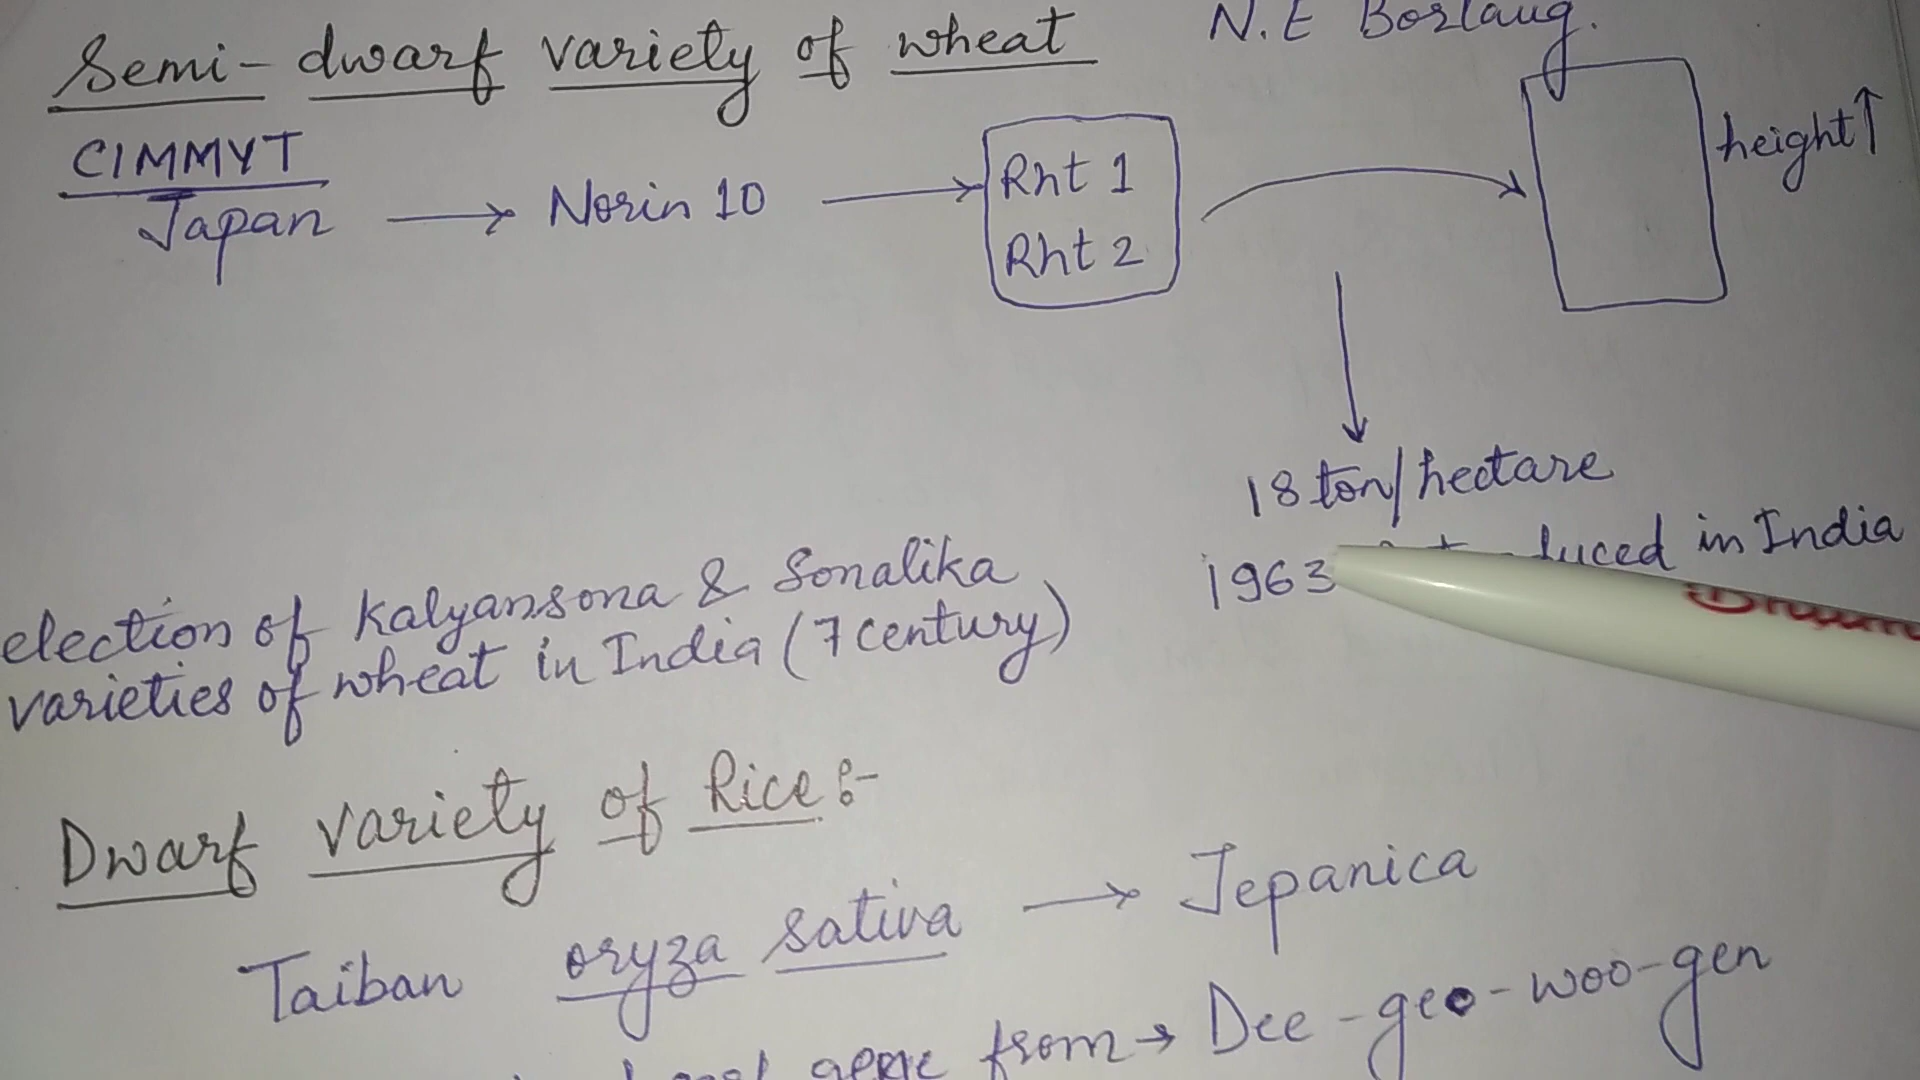 Semi-dwarf variety of wheat
N.E Borlaug.
CIMMYT
Japan → Norin 10 → Rht 1
Rht 2
height↑
18 ton/hectare
1963 duced in India
election of Kalyansona & Sonalika
varieties of wheat in India (7 century)
Dwarf variety of Rice:-
Taiban oryza sativa → Jepanica
gene from → Dee-geo-woo-gen